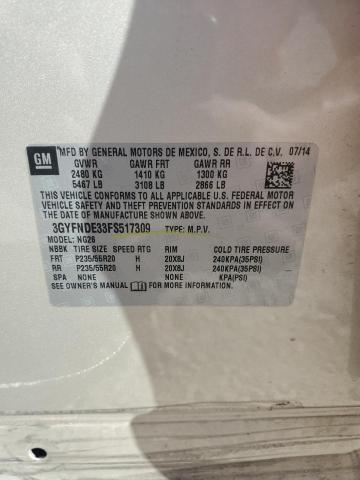 GM
MFD BY GENERAL MOTORS DE MEXICO, S. DE R.L. DE C.V. 07/14
GVWR GAWR FRT GAWR RR
2480 KG 1410 KG 1300 KG
5467 LB 3108 LB 2866 LB
THIS VEHICLE CONFORMS TO ALL APPLICABLE U.S. FEDERAL MOTOR
VEHICLE SAFETY AND THEFT PREVENTION STANDARDS IN EFFECT ON THE
DATE OF MANUFACTURE SHOWN ABOVE.
3GYFNDE33FS517309 TYPE: M.P.V.
MODEL: NG26
NBBK TIRE SIZE SPEED RTG RIM COLD TIRE PRESSURE
FRT P235/55R20 H 20X8J 240KPA(35PSI)
RR P235/55R20 H 20X8J 240KPA(35PSI)
SPA NONE NONE KPA(PSI)
SEE OWNER'S MANUAL FOR MORE INFORMATION.